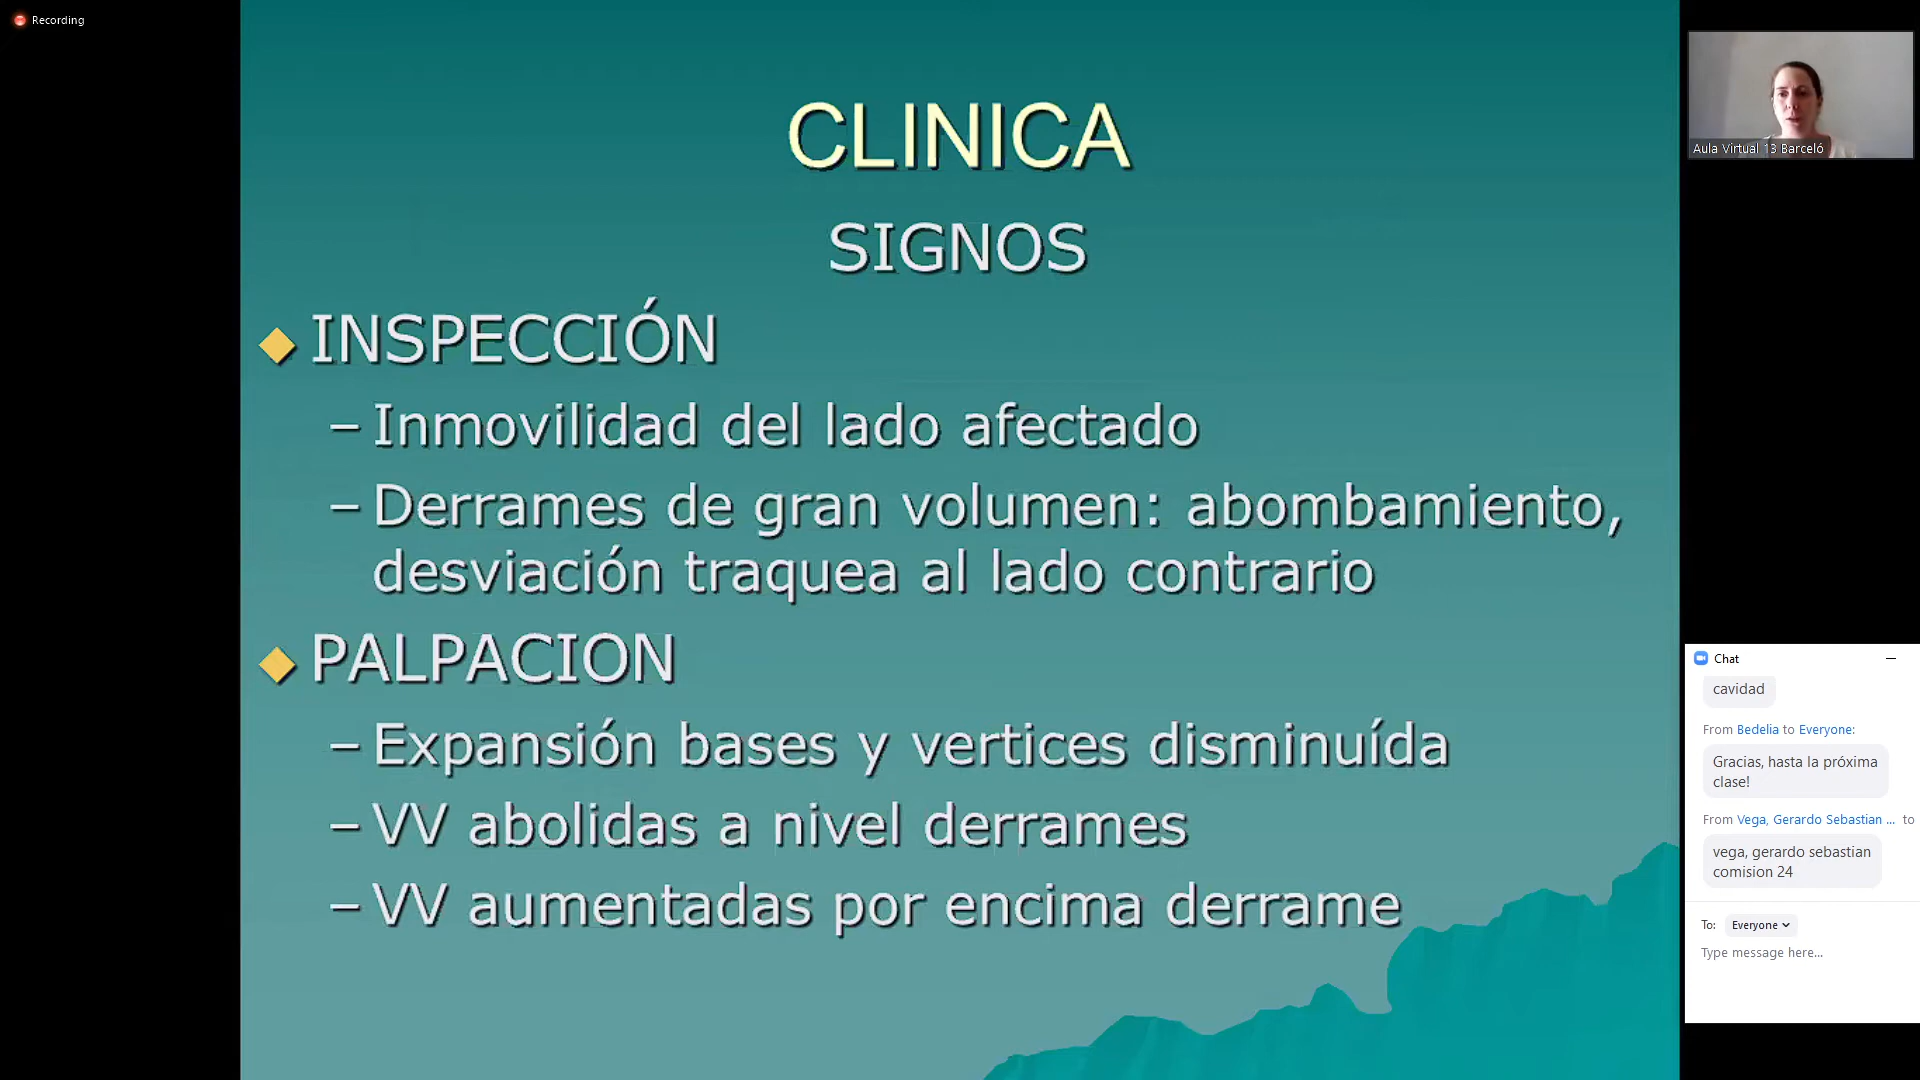 Recording
CLINICA
SIGNOS
INSPECCIÓN
– Inmovilidad del lado afectado
– Derrames de gran volumen: abombamiento,
desviación traquea al lado contrario
PALPACION
– Expansión bases y vertices disminuída
– VV abolidas a nivel derrames
– VV aumentadas por encima derrame
Aula Virtual 13 Barceló
Chat
cavidad
From Bedelia to Everyone:
Gracias, hasta la próxima
clase!
From Vega, Gerardo Sebastian ... to
vega, gerardo sebastian
comision 24
To: Everyone
Type message here...